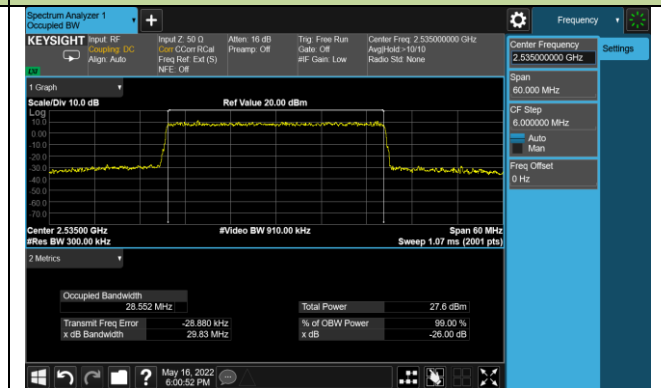 Spectrum Analyzer 1
Occupied BW
+
Frequency
KEYSIGHT
Input: RF
Coupling: DC
Align: Auto
Input Z: 50 Ω
Corr CCorr RCal
Freq Ref: Ext (S)
NFE: Off
Atten: 16 dB
Preamp: Off
Trig: Free Run
Gate: Off
#IF Gain: Low
Center Freq: 2.535000000 GHz
Avg|Hold:>10/10
Radio Std: None
LW
Center Frequency
2.535000000 GHz
Settings
Span
60.000 MHz
CF Step
6.000000 MHz
Auto
Man
Freq Offset
0 Hz
1 Graph
Scale/Div 10.0 dB
Ref Value 20.00 dBm
Log
10.0
0.00
-10.0
-20.0
-30.0
-40.0
-50.0
-60.0
-70.0
Center 2.53500 GHz
#Video BW 910.00 kHz
Span 60 MHz
#Res BW 300.00 kHz
Sweep 1.07 ms (2001 pts)
2 Metrics
Occupied Bandwidth
28.552 MHz
Total Power
27.6 dBm
Transmit Freq Error
-28.880 kHz
% of OBW Power
99.00 %
x dB Bandwidth
29.83 MHz
x dB
-26.00 dB
?
May 16, 2022
6:00:52 PM